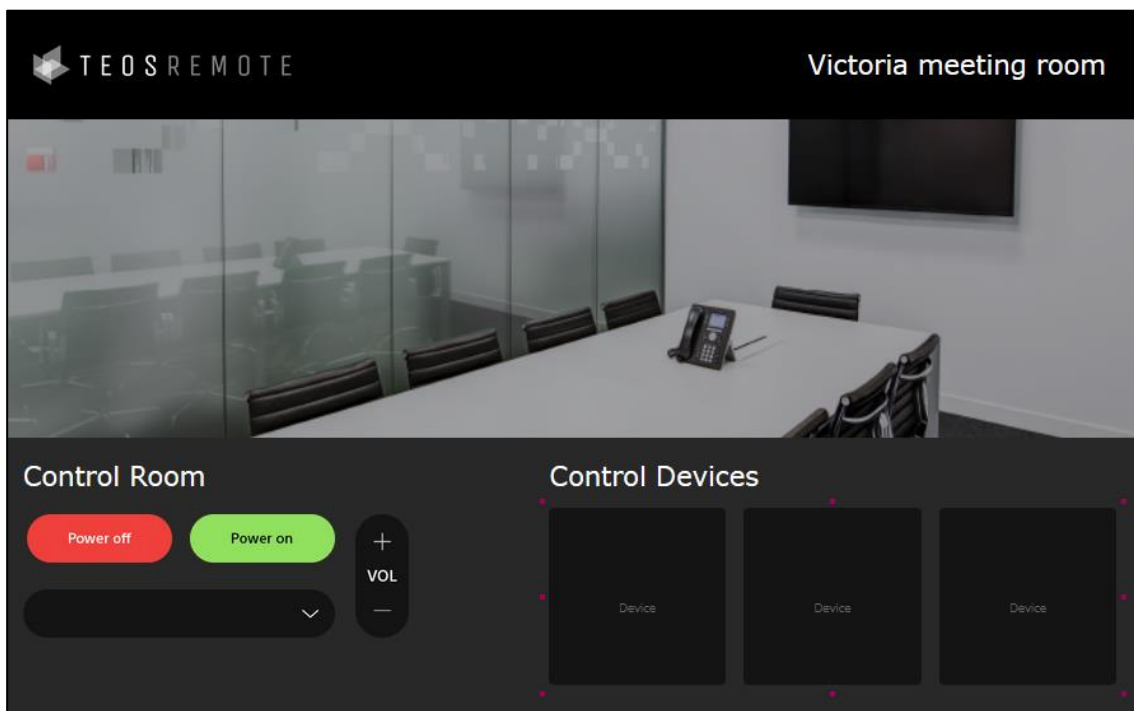 TEOSREMOTE
Victoria meeting room
Control Room
Power off
Power on
+
VOL
—
Control Devices
Device
Device
Device